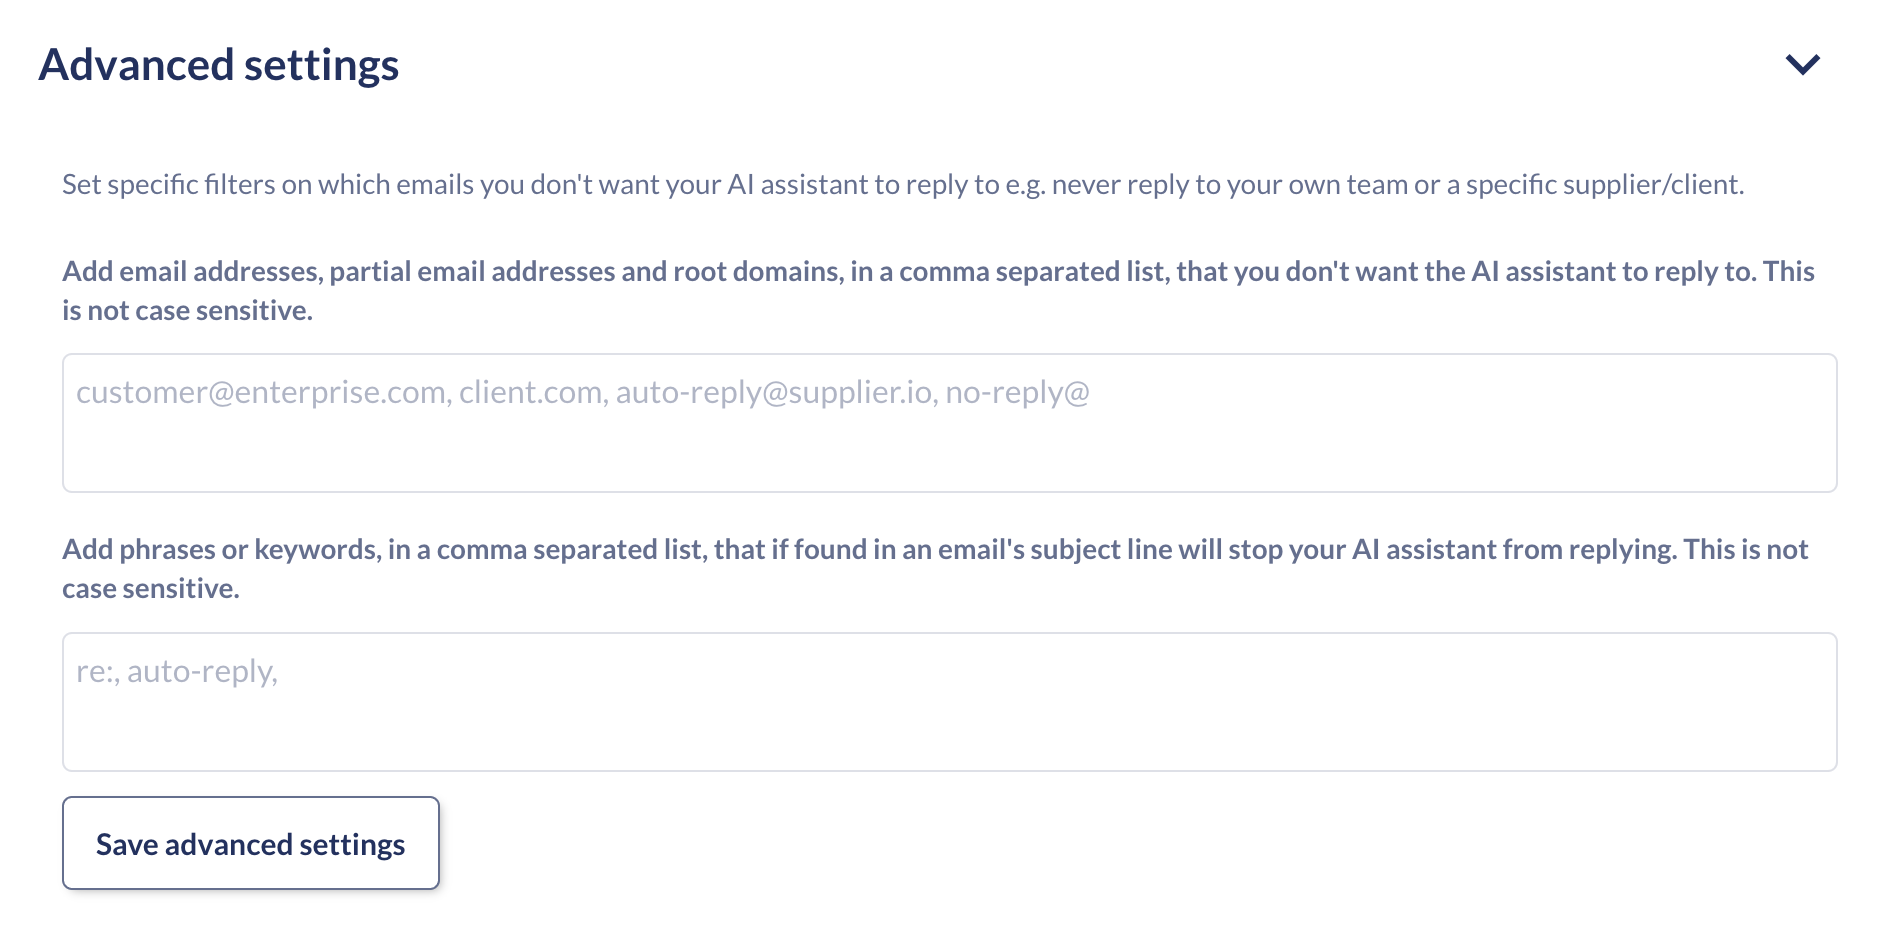 Advanced settings
Set specific filters on which emails you don't want your AI assistant to reply to e.g. never reply to your own team or a specific supplier/client.
Add email addresses, partial email addresses and root domains, in a comma separated list, that you don't want the AI assistant to reply to. This
is not case sensitive.
customer@enterprise.com, client.com, auto-reply@supplier.io, no-reply@
Add phrases or keywords, in a comma separated list, that if found in an email's subject line will stop your AI assistant from replying. This is not
case sensitive.
re:, auto-reply,
Save advanced settings